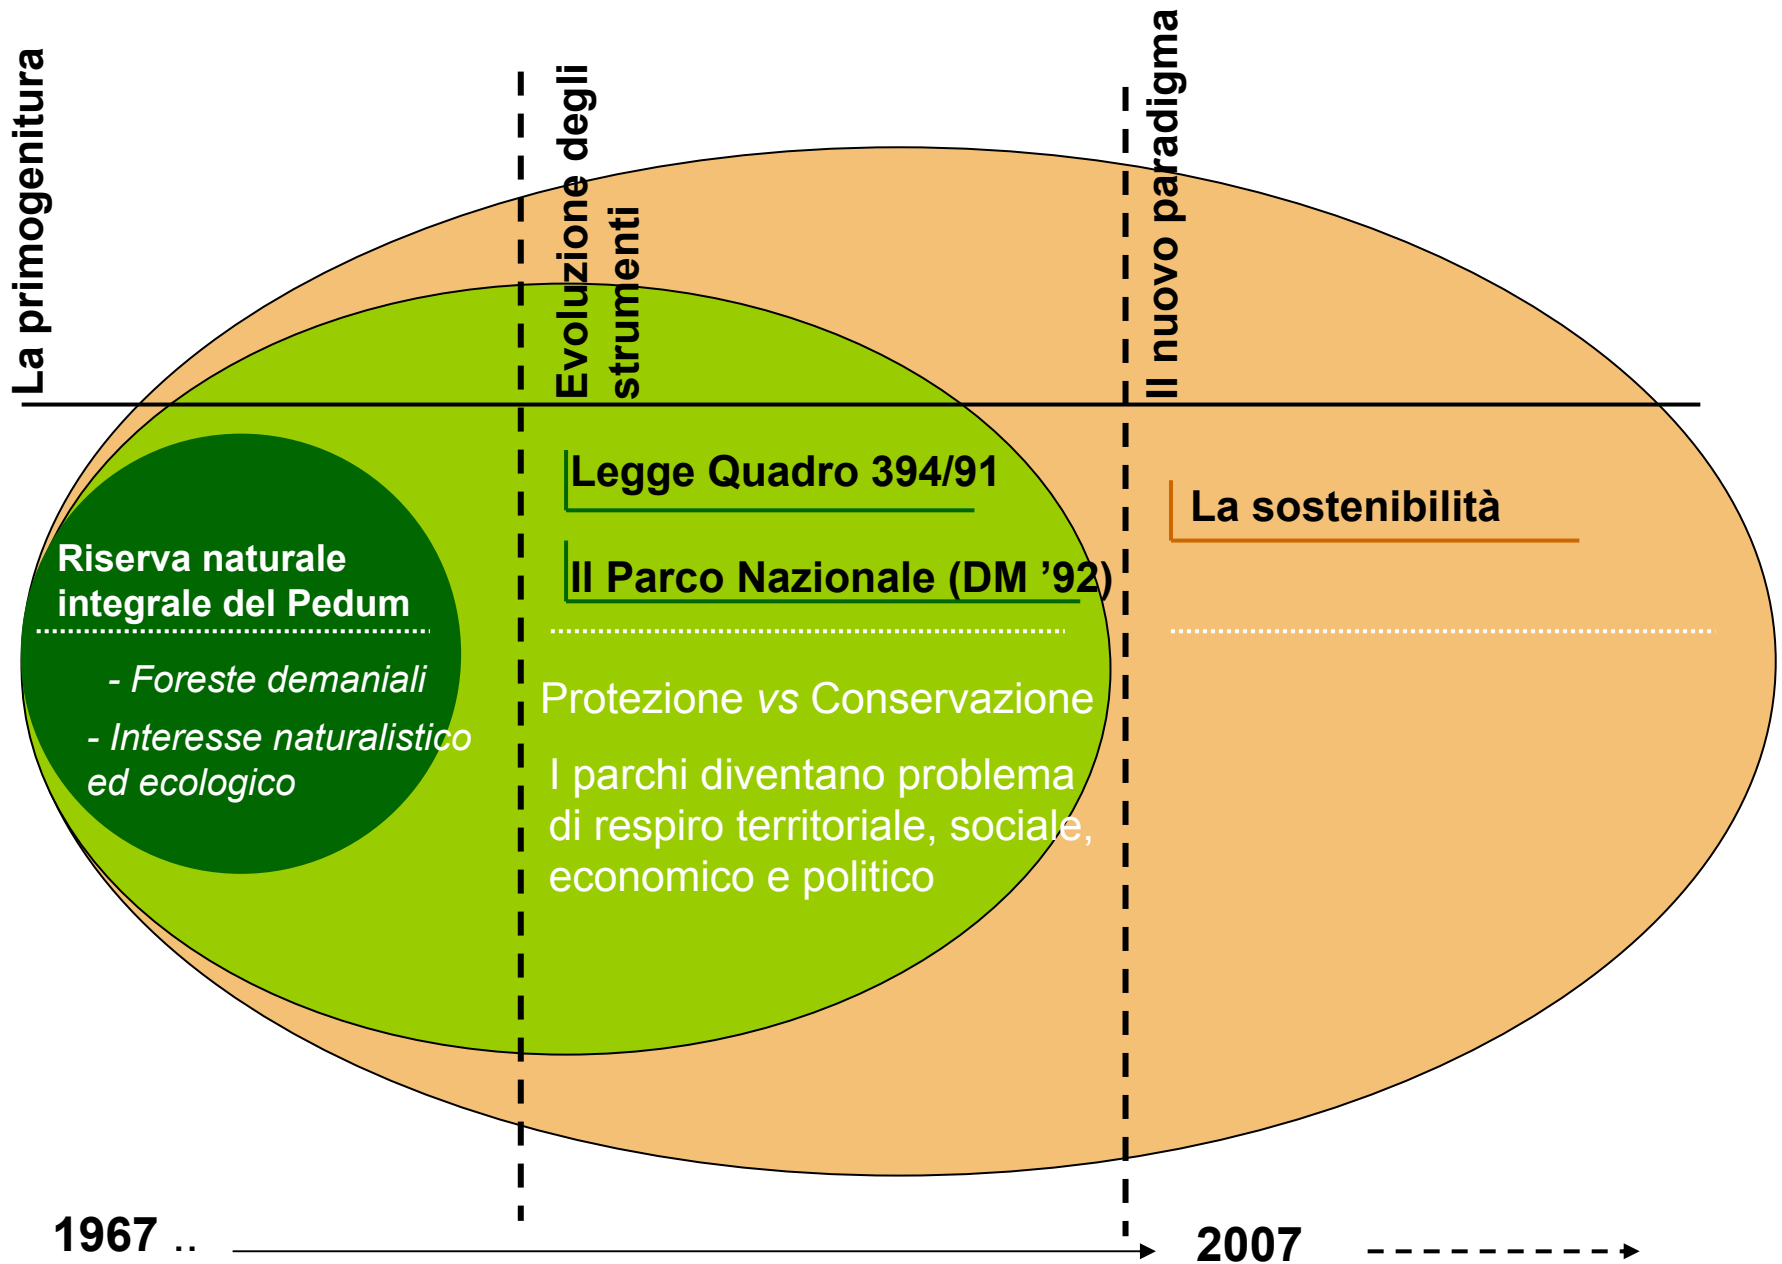 La primogenitura
Evoluzione degli
strumenti
Il nuovo paradigma
Riserva naturale
integrale del Pedum
- Foreste demaniali
- Interesse naturalistico
ed ecologico
Legge Quadro 394/91
Il Parco Nazionale (DM ’92)
Protezione vs Conservazione
I parchi diventano problema
di respiro territoriale, sociale,
economico e politico
La sostenibilità
1967 ..
2007